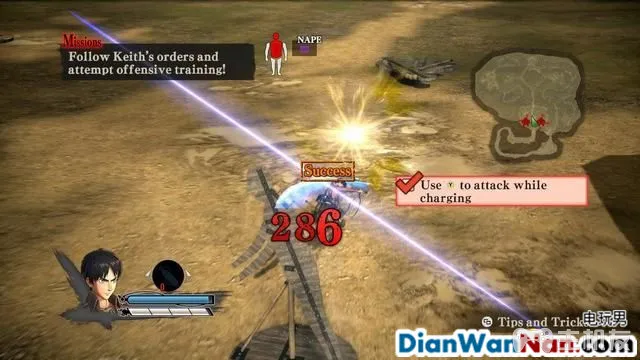 Missions
Follow Keith's orders and
attempt offensive training!
NAPE
Success
Use Y to attack while
charging
286
Tips and Tricks
电玩男
DianWanNan.com